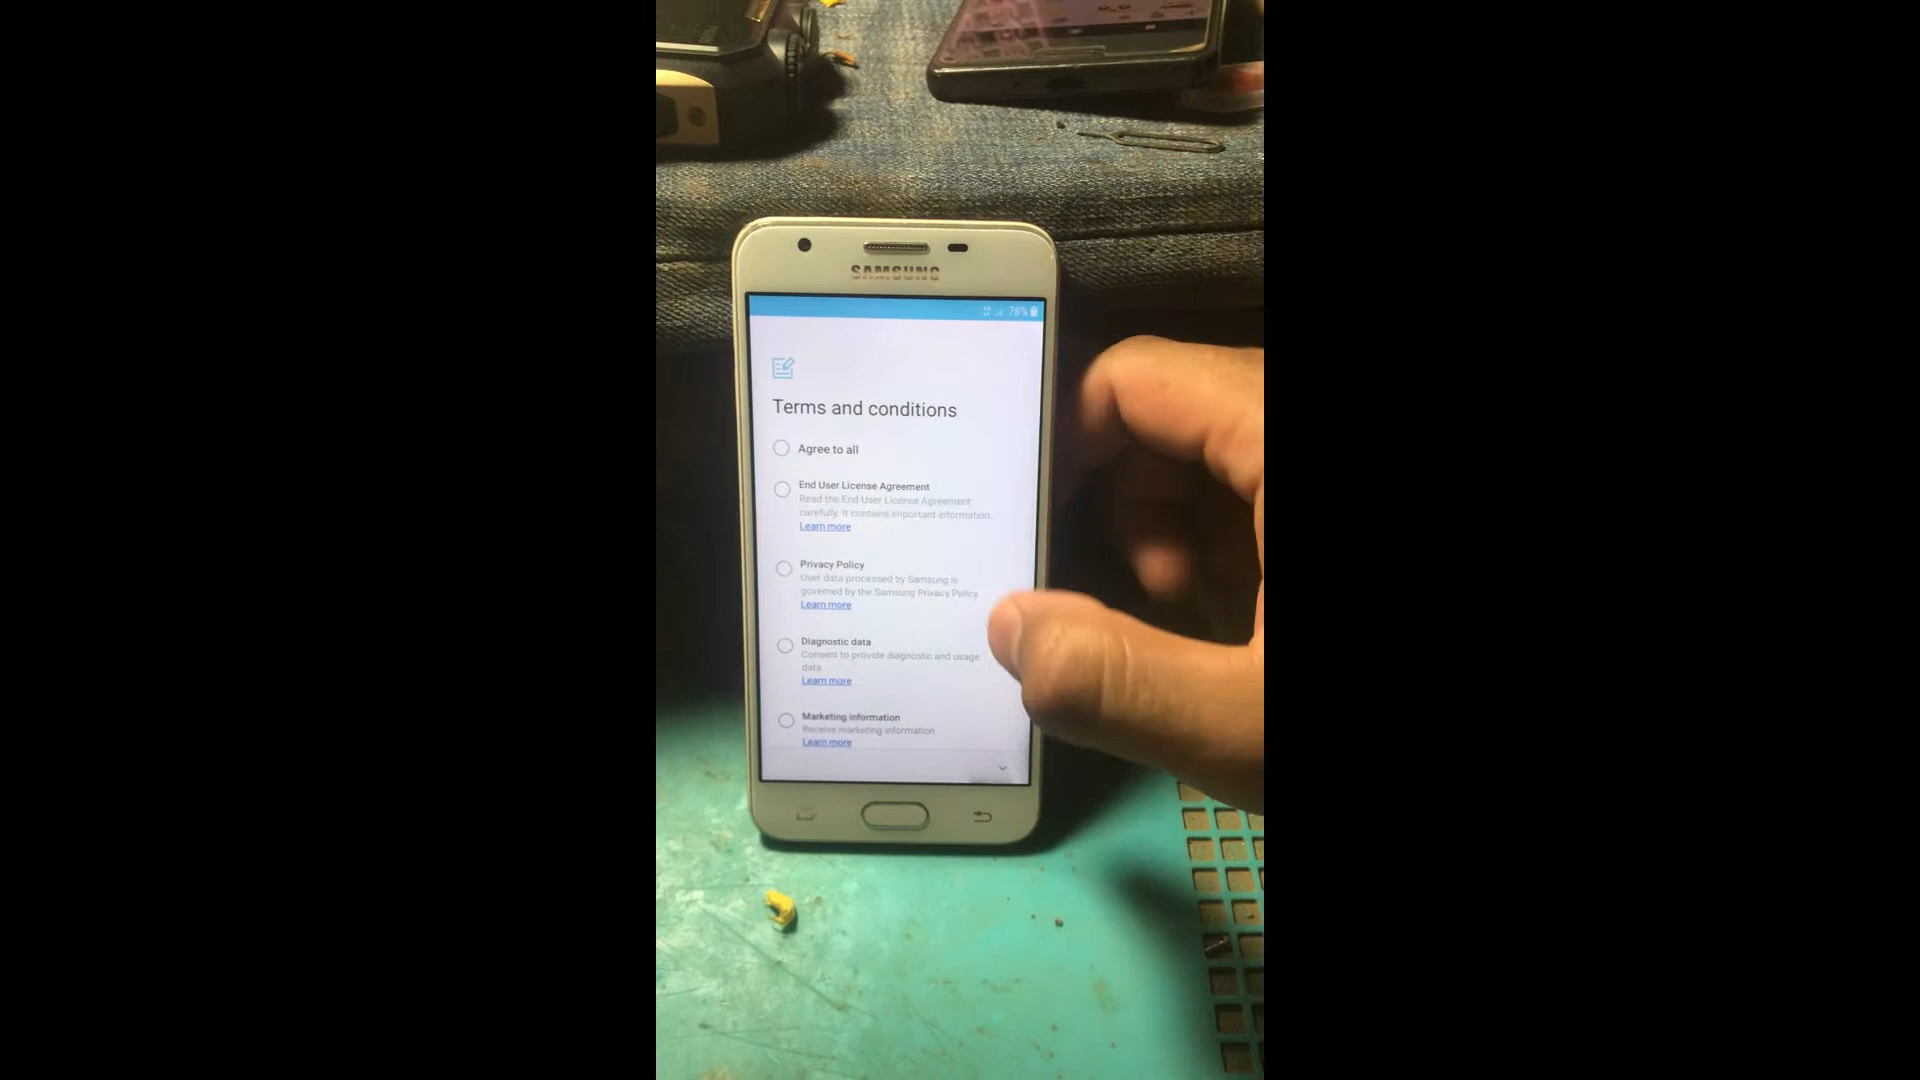 SAMSUNG
78%
Terms and conditions
Agree to all
End User License Agreement
Read the End User License Agreement
carefully. It contains important information.
Learn more
Privacy Policy
User data processed by Samsung is
governed by the Samsung Privacy Policy.
Learn more
Diagnostic data
Consent to provide diagnostic and usage
data
Learn more
Marketing information
Receive marketing information
Learn more